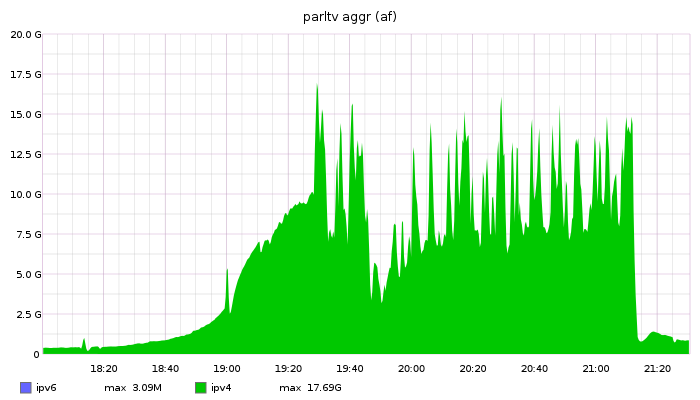 parltv aggr (af)
20.0 G
17.5 G
15.0 G
12.5 G
10.0 G
7.5 G
5.0 G
2.5 G
0
18:20 18:40 19:00 19:20 19:40 20:00 20:20 20:40 21:00 21:20
ipv6 max 3.09M ipv4 max 17.69G